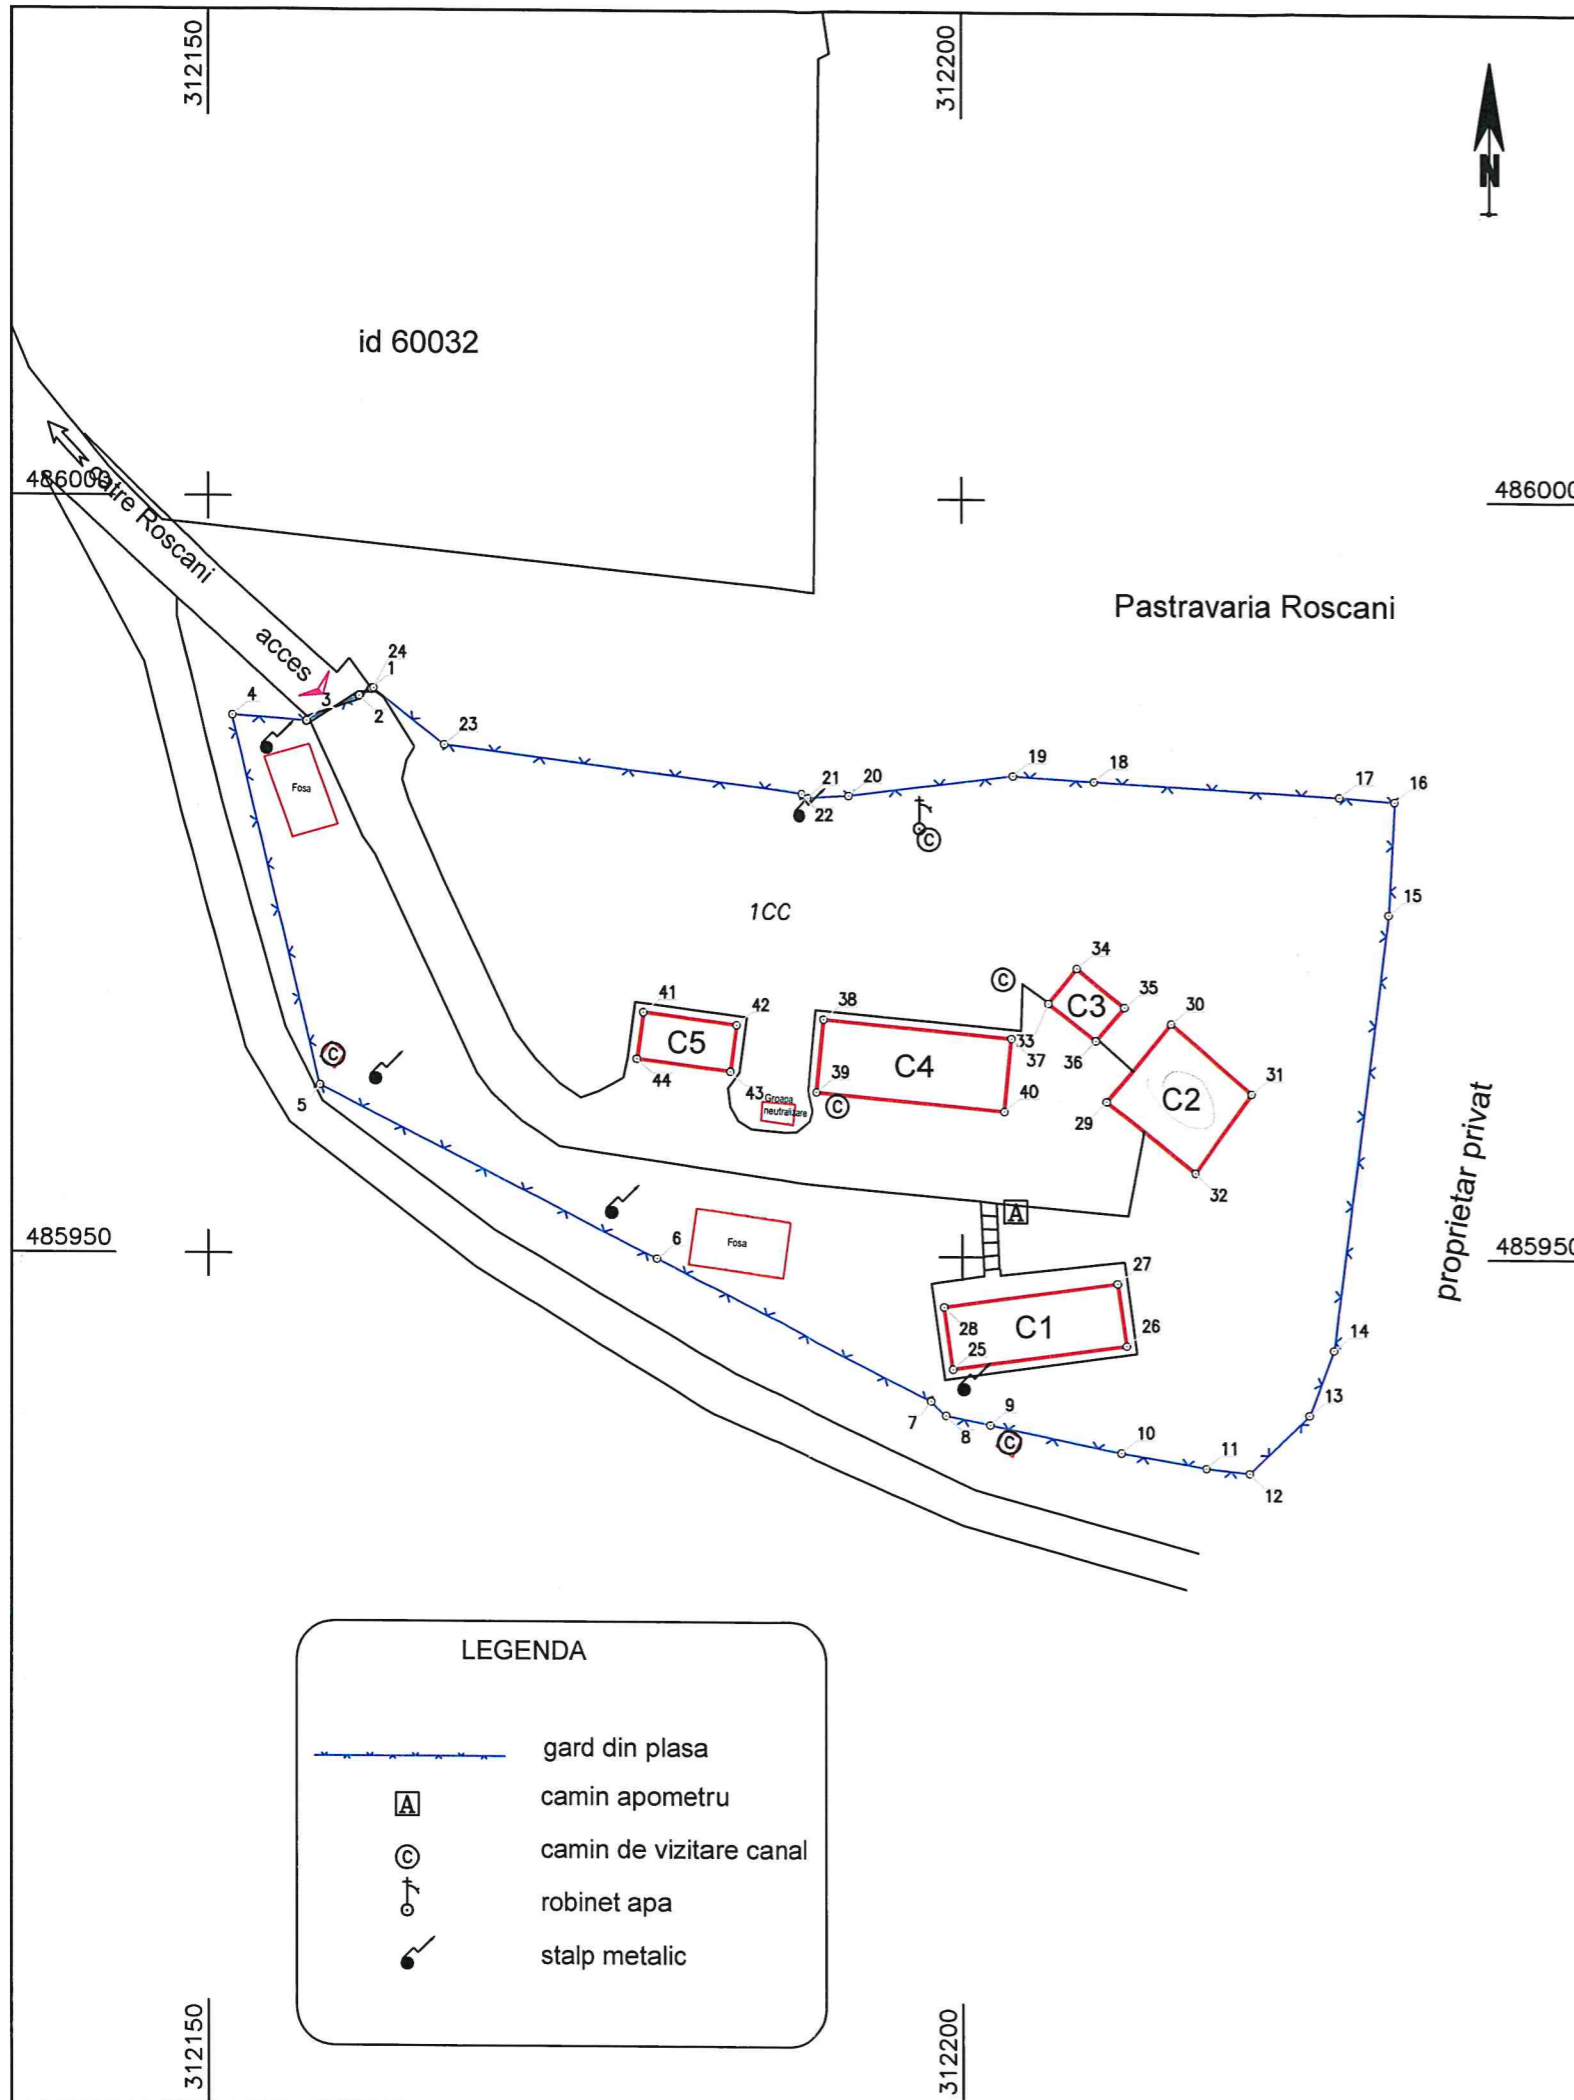 312150
312200
N
id 60032
486000
catre Roscani
486000
Pastravaria Roscani
acces
24
1
4
3
2
23
Fosa
21
20
22
19
18
17
16
C
15
1CC
34
C
35
C3
30
41
42
38
33
37
36
C5
C4
C2
31
44
43
39
40
29
C
Groapa
neutralizare
C
5
32
proprietar privat
A
485950
6
Fosa
485950
27
28
C1
26
25
14
13
7
8
9
C
10
11
12
LEGENDA
gard din plasa
A camin apometru
C camin de vizitare canal
robinet apa
stalp metalic
312150
312200